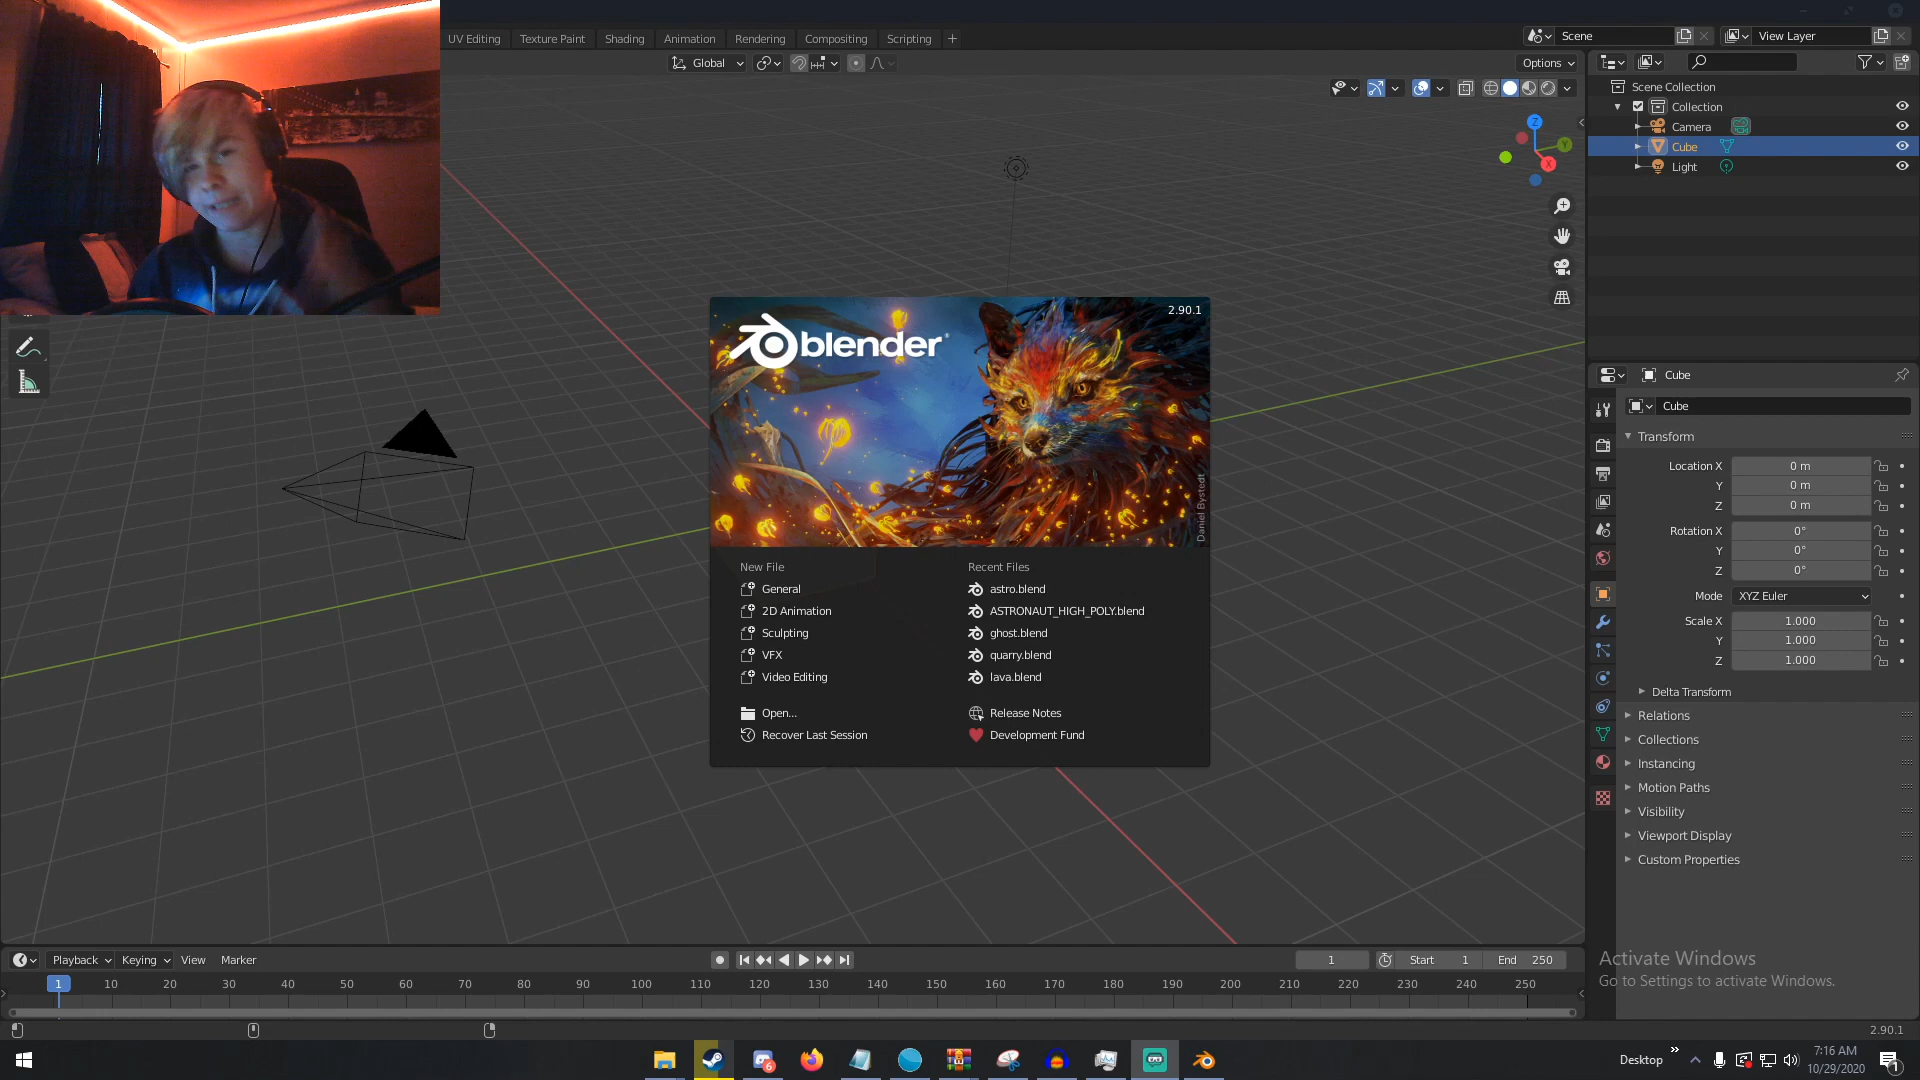 UV Editing Texture Paint Shading Animation Rendering Compositing Scripting +
Scene
View Layer
Global
Options
Scene Collection
Collection
Camera
Cube
Light
Z
Y
X
blender
2.90.1
Daniel Bystedt
New File
General
2D Animation
Sculpting
VFX
Video Editing
Open...
Recover Last Session
Recent Files
astro.blend
ASTRONAUT_HIGH_POLY.blend
ghost.blend
quarry.blend
lava.blend
Release Notes
Development Fund
Cube
Cube
Transform
Location X 0 m
Y 0 m
Z 0 m
Rotation X 0°
Y 0°
Z 0°
Mode XYZ Euler
Scale X 1.000
Y 1.000
Z 1.000
Delta Transform
Relations
Collections
Instancing
Motion Paths
Visibility
Viewport Display
Custom Properties
Activate Windows
Go to Settings to activate Windows.
Playback Keying View Marker
1 Start 1 End 250
1 10 20 30 40 50 60 70 80 90 100 110 120 130 140 150 160 170 180 190 200 210 220 230 240 250
2.90.1
6
Desktop
7:16 AM
10/29/2020
1